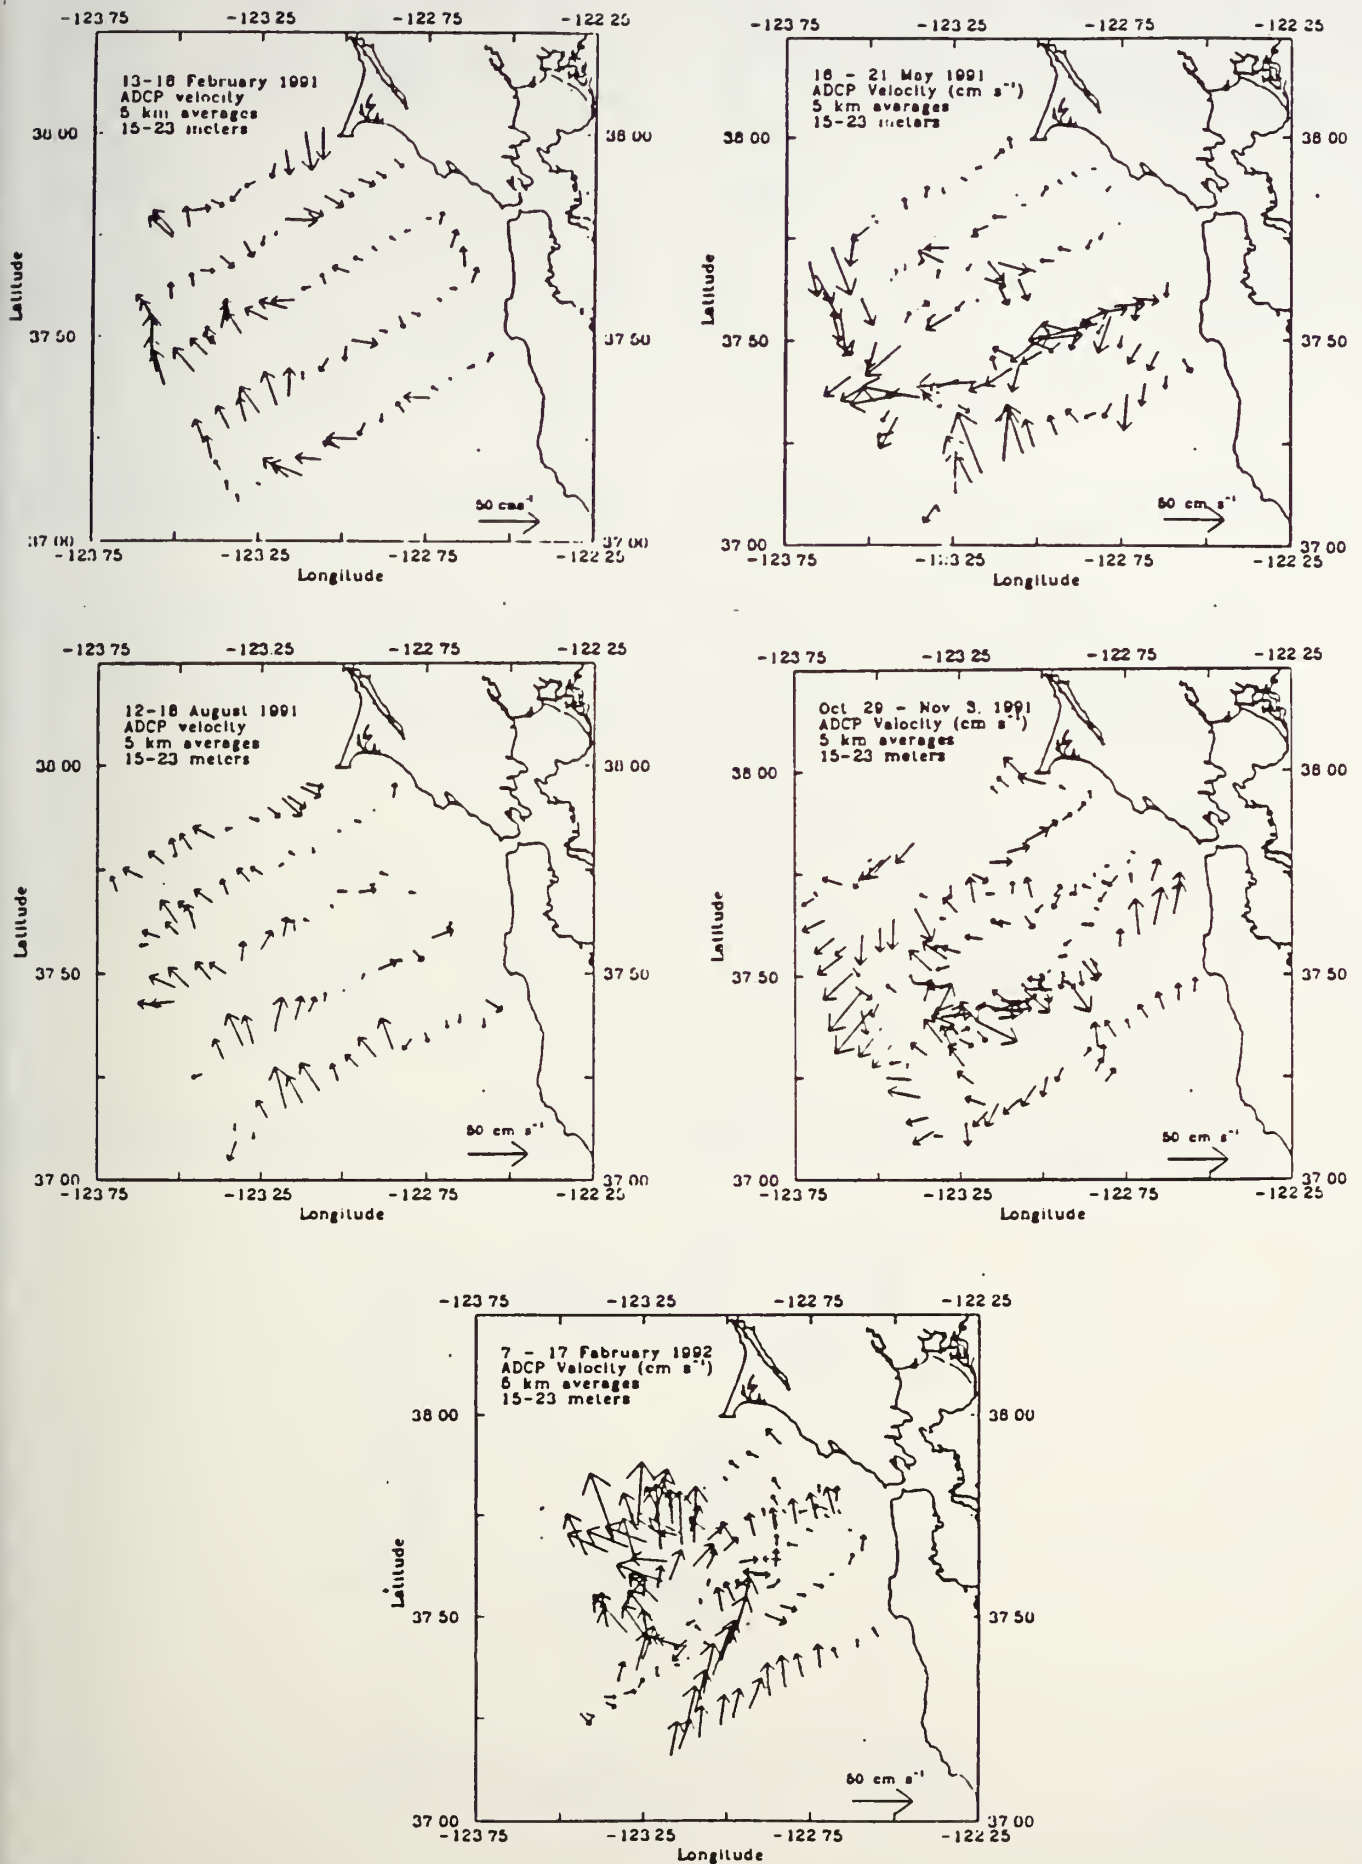 -123 75 -123 25 -122 75 -122 25
13-18 February 1991
ADCP velocity
5 km averages
15-23 meters
38 00 38 00
Latitude
37 50 37 50
50 cms⁻¹
37 00 37 00
-123 75 -123 25 -122 75 -122 25
Longitude
-123 75 -123 25 -122 75 -122 25
16 - 21 May 1991
ADCP Velocity (cm s⁻¹)
5 km averages
15-23 meters
38 00 38 00
Latitude
37 50 37 50
50 cm s⁻¹
37 00 37 00
-123 75 -123 25 -122 75 -122 25
Longitude
-123 75 -123 25 -122 75 -122 25
12-18 August 1991
ADCP velocity
5 km averages
15-23 meters
38 00 38 00
Latitude
37 50 37 50
50 cm s⁻¹
37 00 37 00
-123 75 -123 25 -122 75 -122 25
Longitude
-123 75 -123 25 -122 75 -122 25
Oct 29 - Nov 3, 1991
ADCP Velocity (cm s⁻¹)
5 km averages
15-23 meters
38 00 38 00
Latitude
37 50 37 50
50 cm s⁻¹
37 00 37 00
-123 75 -123 25 -122 75 -122 25
Longitude
-123 75 -123 25 -122 75 -122 25
7 - 17 February 1992
ADCP Velocity (cm s⁻¹)
5 km averages
15-23 meters
38 00 38 00
Latitude
37 50 37 50
50 cm s⁻¹
37 00 37 00
-123 75 -123 25 -122 75 -122 25
Longitude